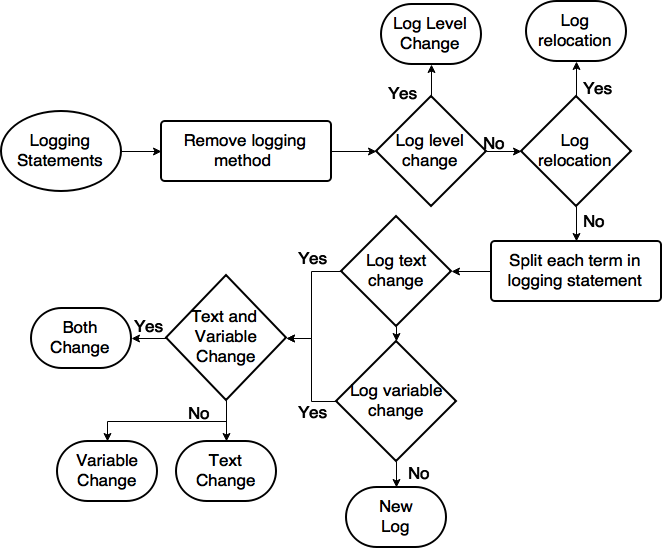 Log Level
Change
Log
relocation
Yes
Yes
Logging
Statements
Remove logging
method
Log level
change
No
Log
relocation
No
Split each term in
logging statement
Log text
change
Yes
Text and
Variable
Change
Yes
Both
Change
Log variable
change
Yes
No
Variable
Change
Text
Change
No
New
Log